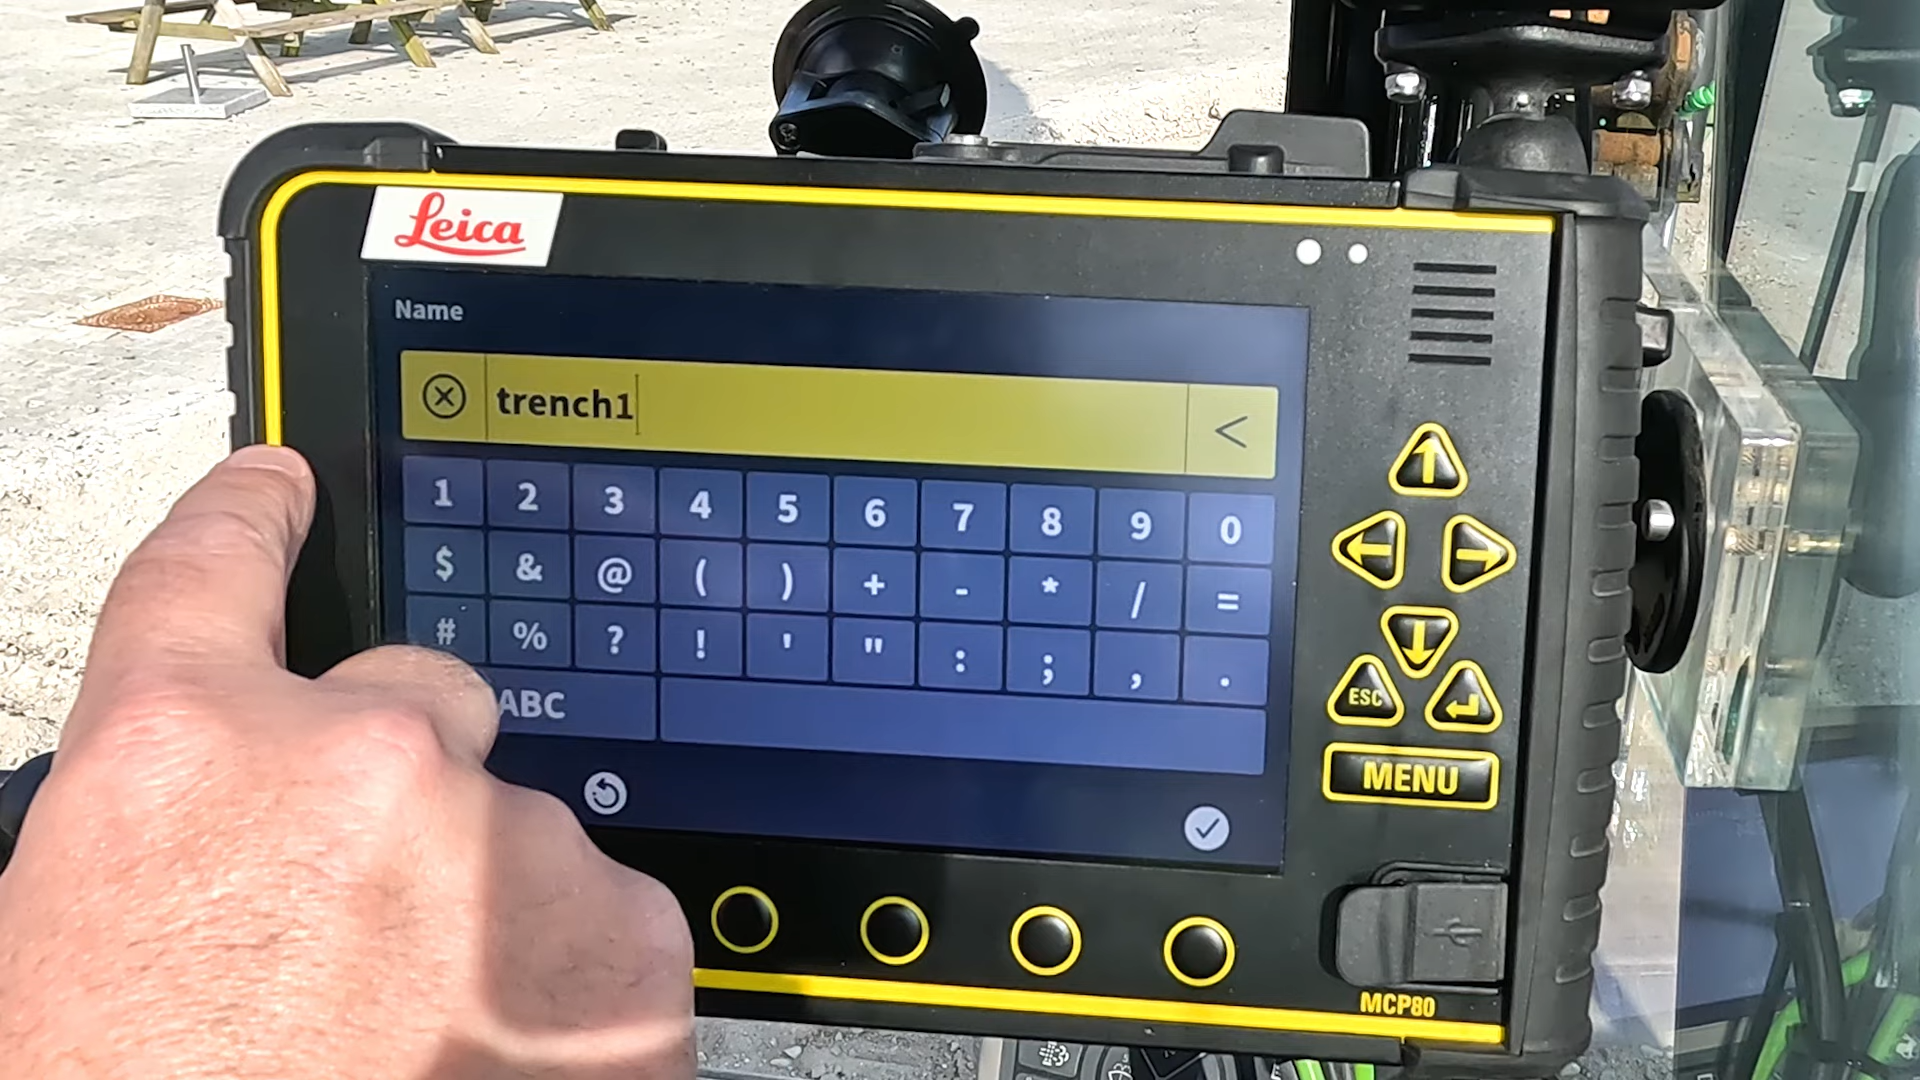 Leica
Name
trench1
<
1 2 3 4 5 6 7 8 9 0
$ & @ ( ) + - * / =
# % ? ! ' " : ; , .
ABC
ESC
MENU
MCP80